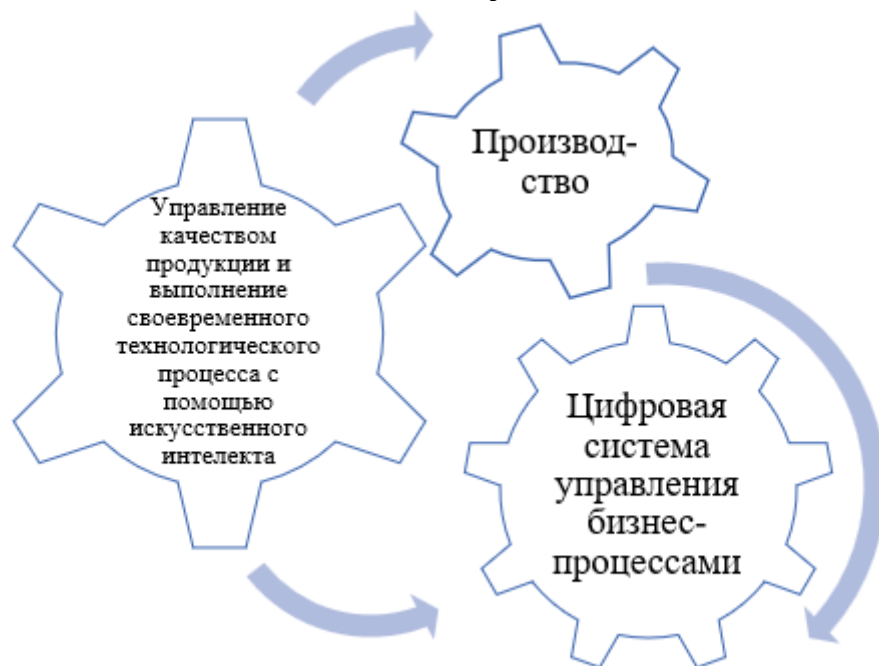 Производ-
ство
Управление
качеством
продукции и
выполнение
своевременного
технологического
процесса с
помощью
искусственного
интелекта
Цифровая
система
управления
бизнес-
процессами